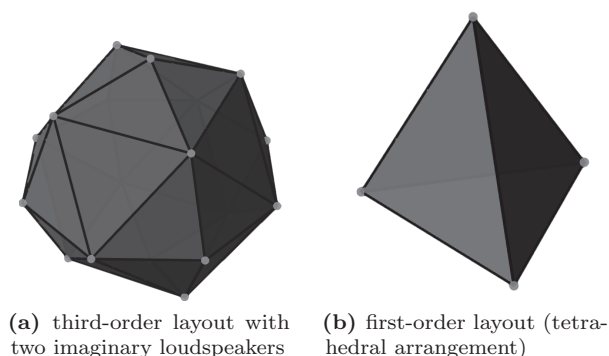 (a) third-order layout with
two imaginary loudspeakers
(b) first-order layout (tetra-
hedral arrangement)